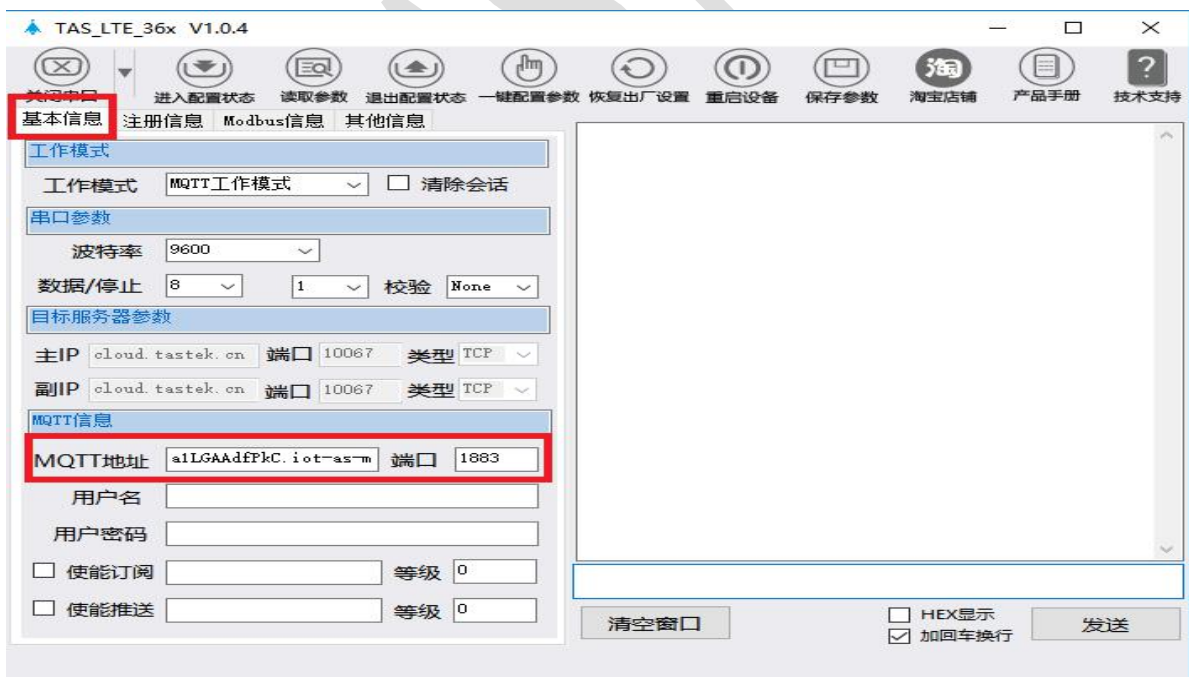 TAS_LTE_36x V1.0.4
关闭串口 进入配置状态 读取参数 退出配置状态 一键配置参数 恢复出厂设置 重启设备 保存参数 淘宝店铺 产品手册 技术支持
基本信息 注册信息 Modbus信息 其他信息
工作模式
工作模式 MQTT工作模式 清除会话
串口参数
波特率 9600
数据/停止 8 1 校验 None
目标服务器参数
主IP cloud.tastek.cn 端口 10067 类型 TCP
副IP cloud.tastek.cn 端口 10067 类型 TCP
MQTT信息
MQTT地址 a1LGAAdfPkC.iot-as-m 端口 1883
用户名
用户密码
使能订阅 等级 0
使能推送 等级 0
清空窗口
HEX显示
加回车换行
发送